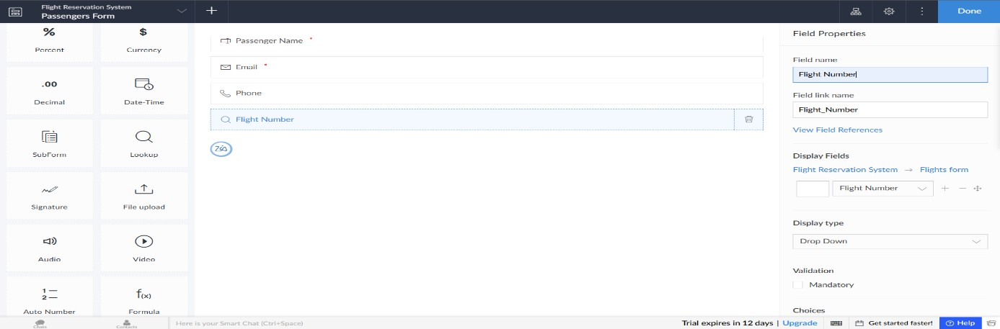 Flight Reservation System
Passengers Form
Done
%
Percent
$
Currency
.00
Decimal
Date-Time
SubForm
Lookup
Signature
File upload
Audio
Video
1
2
Auto Number
f(x)
Formula
Passenger Name *
Email *
Phone
Flight Number
Zia
Field Properties
Field name
Flight Number
Field link name
Flight_Number
View Field References
Display Fields
Flight Reservation System → Flights form
Flight Number
Display type
Drop Down
Validation
Mandatory
Choices
Chats
Contacts
Here is your Smart Chat (Ctrl+Space)
Trial expires in 12 days | Upgrade
Get started faster!
Help